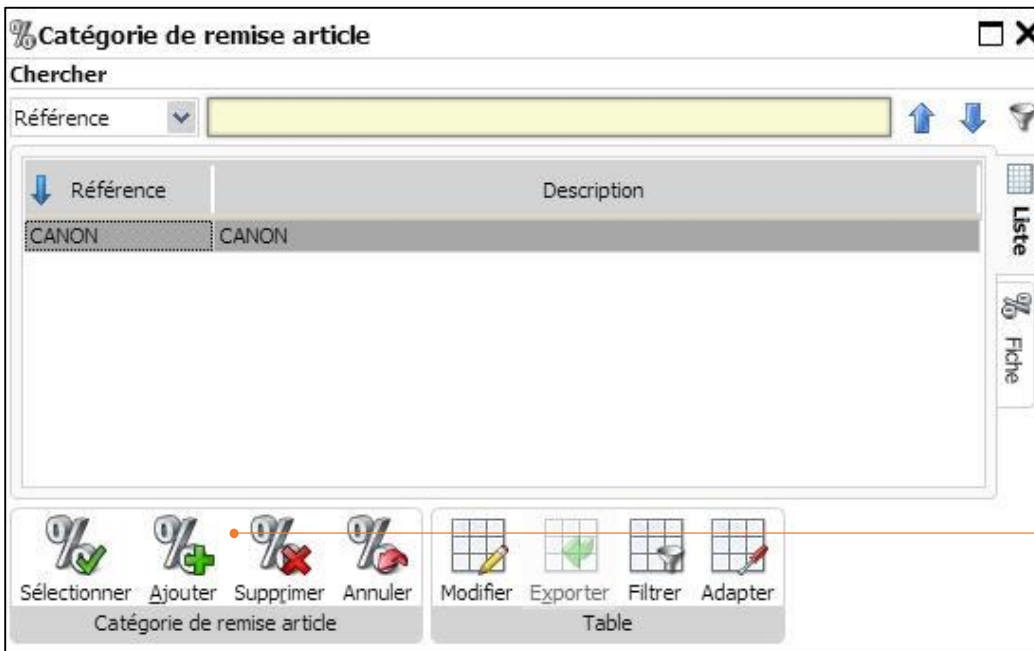 Catégorie de remise article
Chercher
Référence
Référence Description
CANON CANON
Liste
Fiche
Sélectionner Ajouter Supprimer Annuler Modifier Exporter Filtrer Adapter
Catégorie de remise article Table